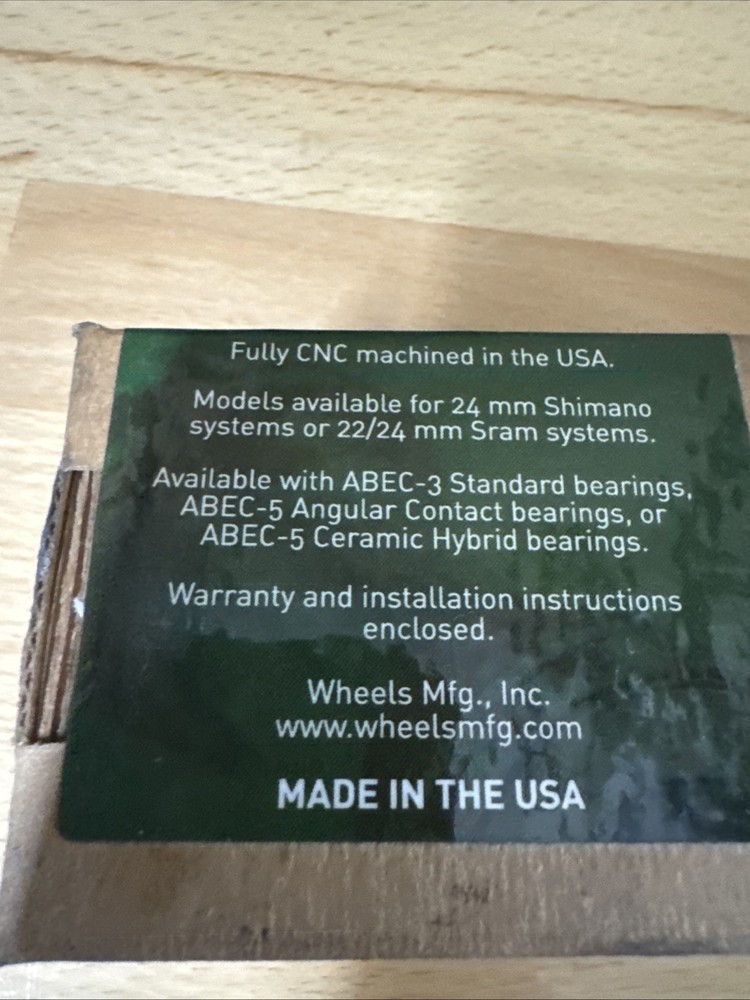 Fully CNC machined in the USA.
Models available for 24 mm Shimano
systems or 22/24 mm Sram systems.
Available with ABEC-3 Standard bearings,
ABEC-5 Angular Contact bearings, or
ABEC-5 Ceramic Hybrid bearings.
Warranty and installation instructions
enclosed.
Wheels Mfg., Inc.
www.wheelsmfg.com
MADE IN THE USA